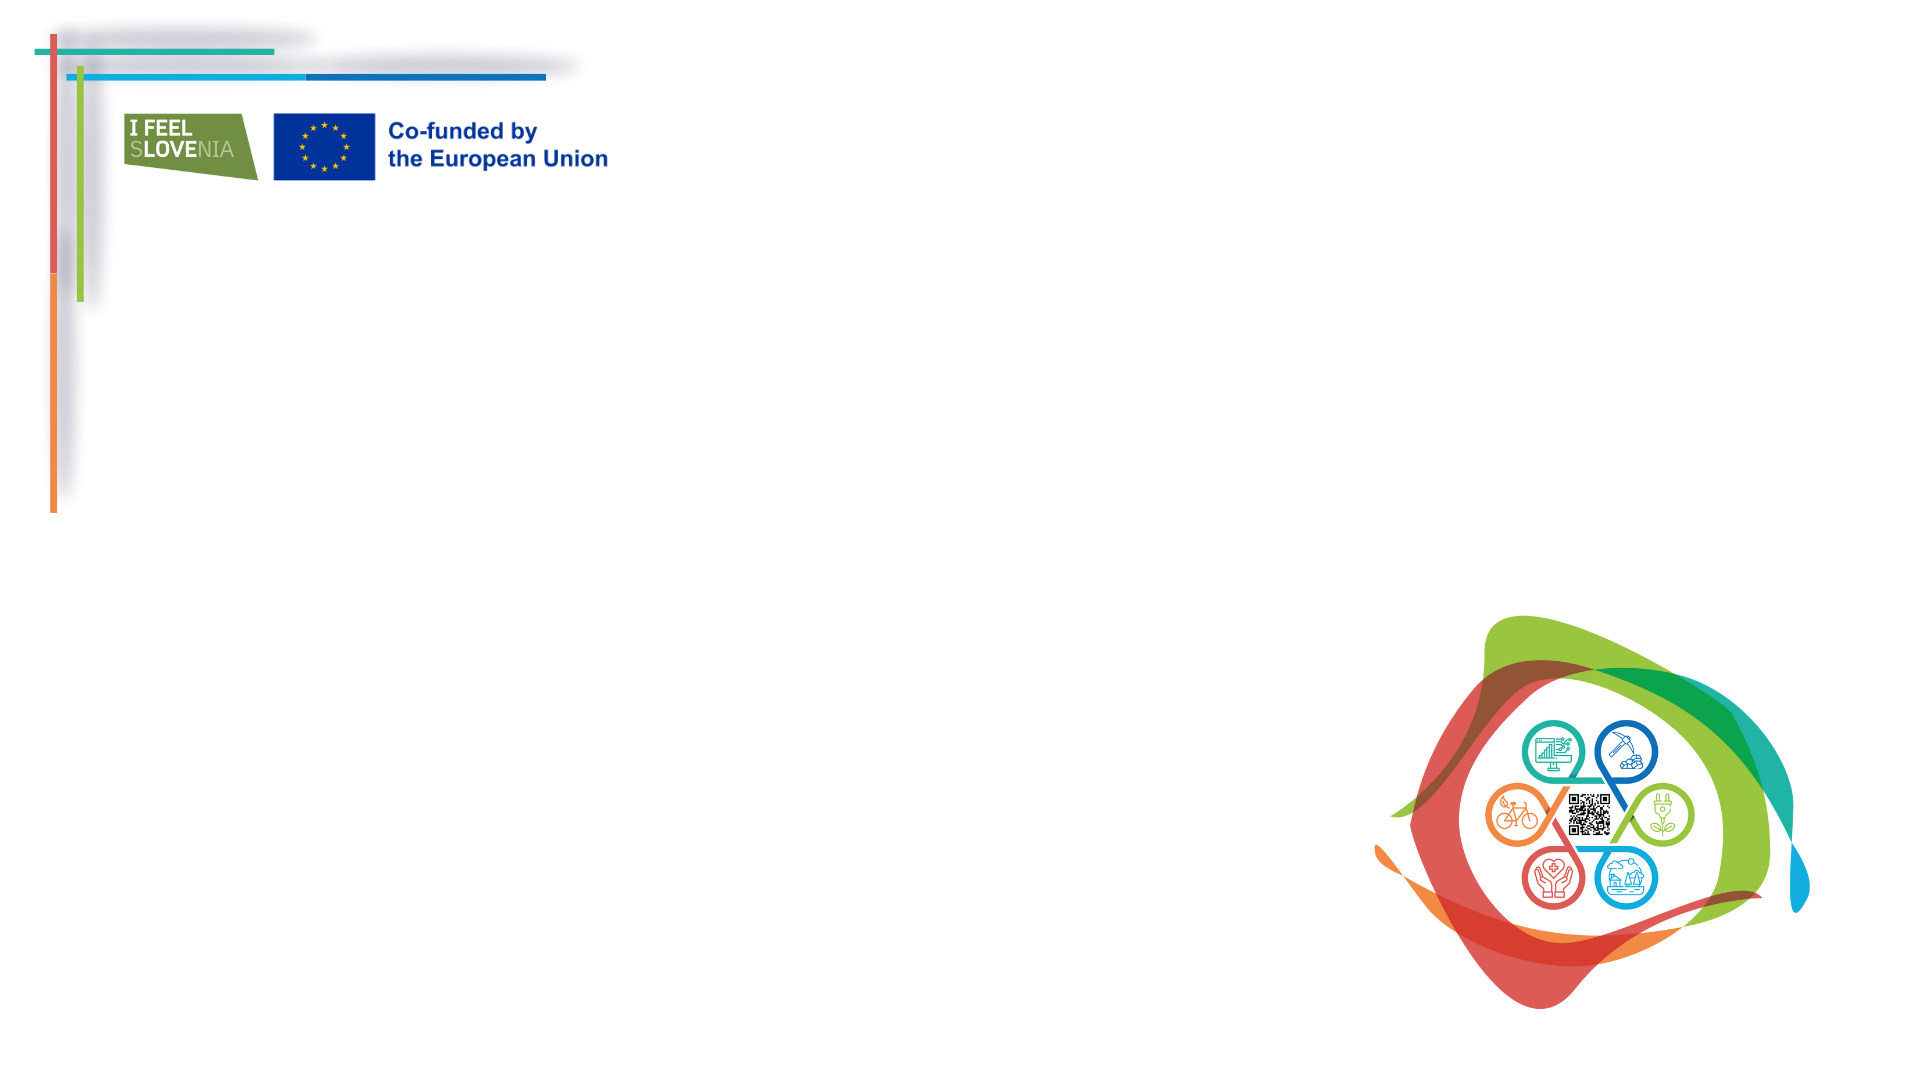 I FEEL
SLOVENIA
Co-funded by
the European Union